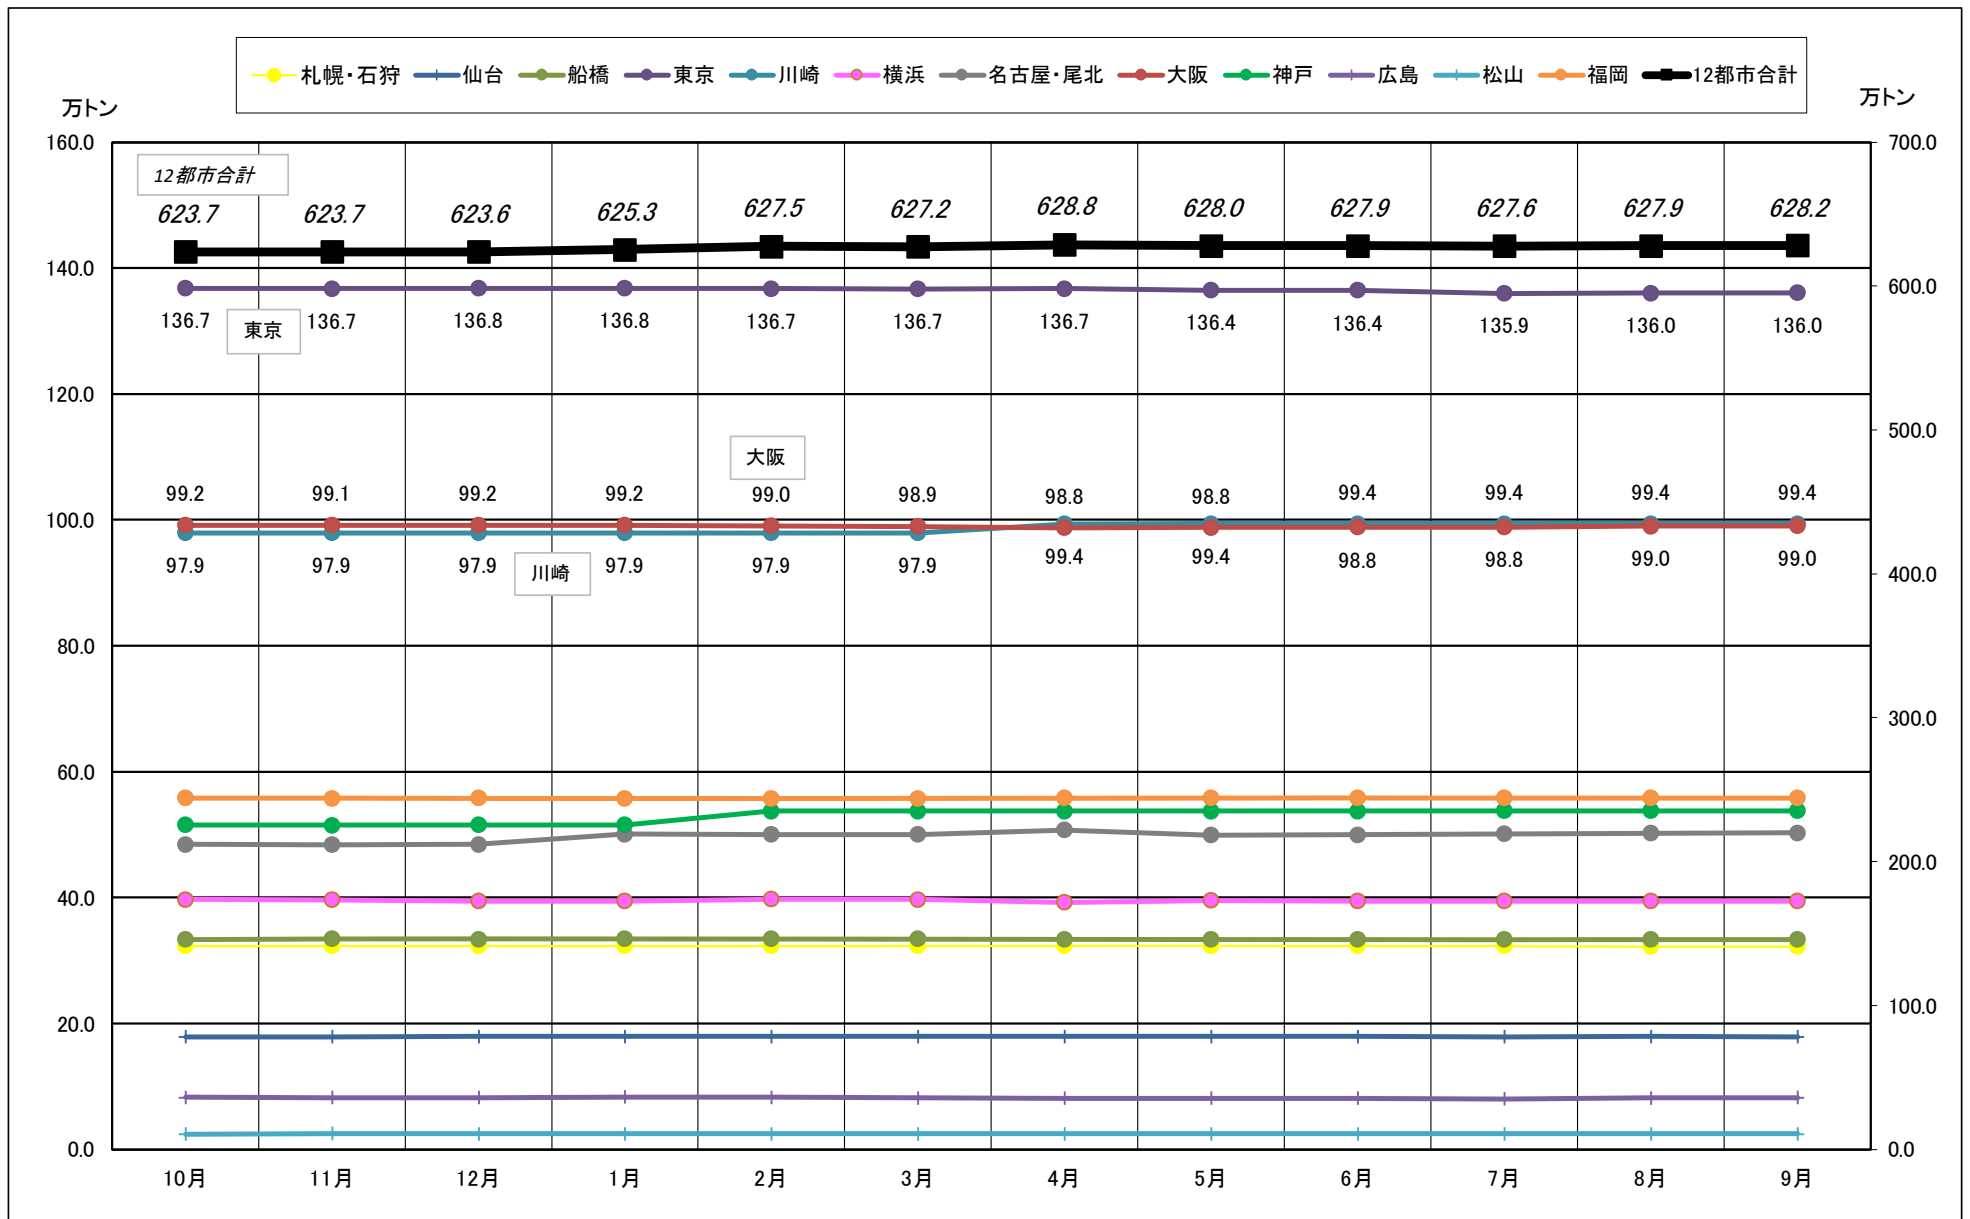 札幌・石狩 仙台 船橋 東京 川崎 横浜 名古屋・尾北 大阪 神戸 広島 松山 福岡 12都市合計
万トン 万トン
160.0 700.0
12都市合計
623.7 623.7 623.6 625.3 627.5 627.2 628.8 628.0 627.9 627.6 627.9 628.2
140.0
600.0
136.7 136.7 136.8 136.8 136.7 136.7 136.7 136.4 136.4 135.9 136.0 136.0
東京
120.0
500.0
大阪
99.2 99.1 99.2 99.2 99.0 98.9 98.8 98.8 99.4 99.4 99.4 99.4
100.0
97.9 97.9 97.9 97.9 97.9 97.9 99.4 99.4 98.8 98.8 99.0 99.0
川崎
400.0
80.0
300.0
60.0
200.0
40.0
20.0
100.0
0.0 0.0
10月 11月 12月 1月 2月 3月 4月 5月 6月 7月 8月 9月